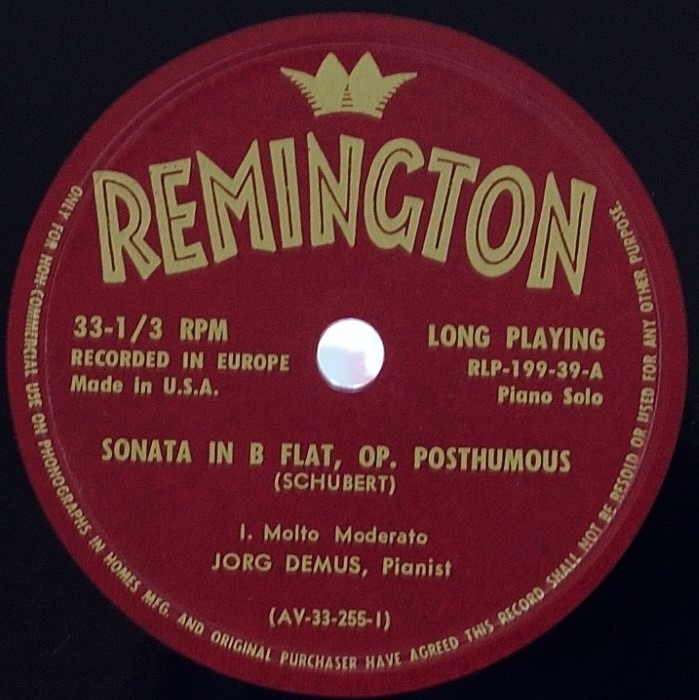 REMINGTON
33-1/3 RPM
RECORDED IN EUROPE
Made in U.S.A.
LONG PLAYING
RLP-199-39-A
Piano Solo
SONATA IN B FLAT, OP. POSTHUMOUS
(SCHUBERT)
I. Molto Moderato
JORG DEMUS, Pianist
(AV-33-255-1)
ONLY FOR NON-COMMERCIAL USE ON PHONOGRAPHS IN HOMES MFG. AND ORIGINAL PURCHASER HAVE AGREED THIS RECORD SHALL NOT BE RESOLD OR USED FOR ANY OTHER PURPOSE.